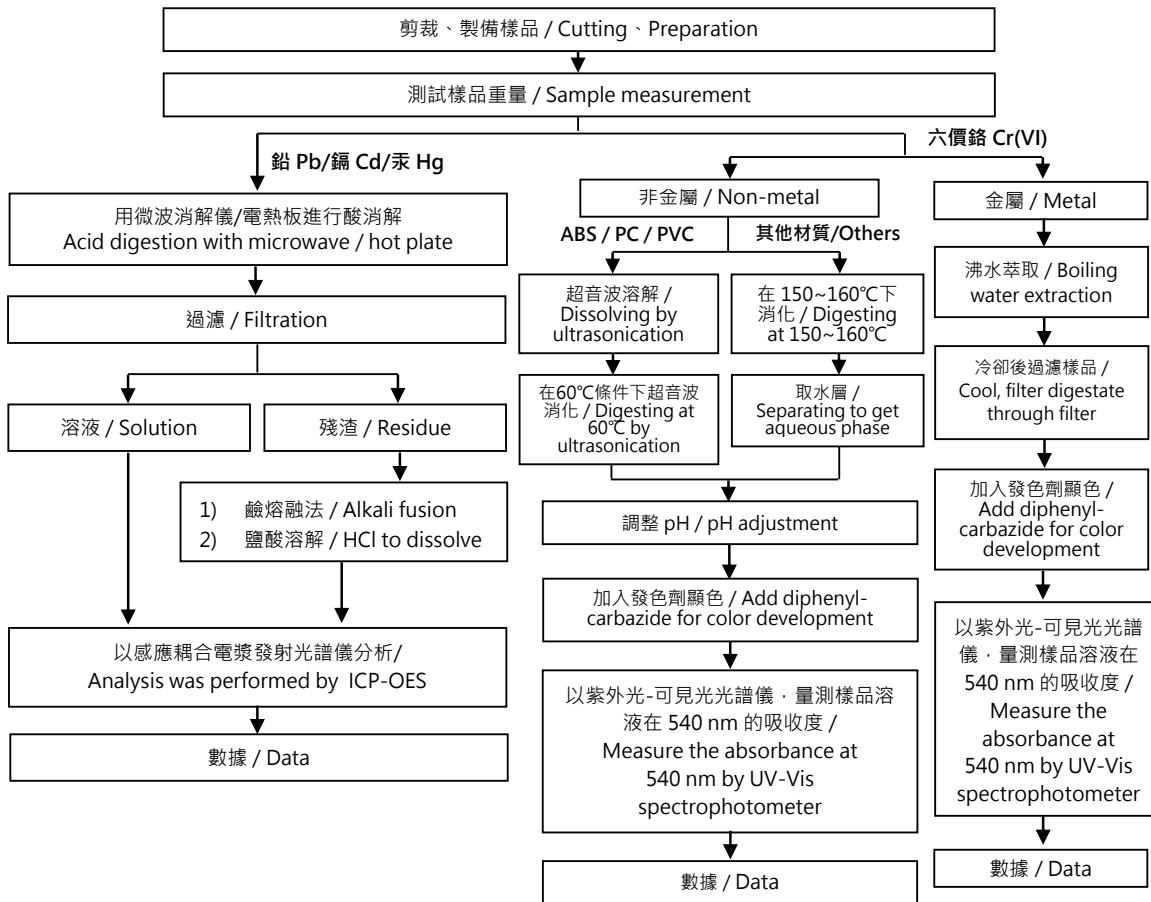 剪裁、製備樣品 / Cutting、Preparation
測試樣品重量 / Sample measurement
鉛 Pb/鎘 Cd/汞 Hg
六價鉻 Cr(VI)
用微波消解儀/電熱板進行酸消解
Acid digestion with microwave / hot plate
過濾 / Filtration
溶液 / Solution
殘渣 / Residue
1) 鹼熔融法 / Alkali fusion
2) 鹽酸溶解 / HCl to dissolve
以感應耦合電漿發射光譜儀分析/
Analysis was performed by ICP-OES
數據 / Data
非金屬 / Non-metal
ABS / PC / PVC
其他材質/Others
超音波溶解 /
Dissolving by
ultrasonication
在60℃條件下超音波
消化 / Digesting at
60℃ by
ultrasonication
在 150~160℃下
消化 / Digesting
at 150~160℃
取水層 /
Separating to get
aqueous phase
調整 pH / pH adjustment
加入發色劑顯色 / Add diphenyl-
carbazide for color development
以紫外光-可見光光譜儀，量測樣品溶
液在 540 nm 的吸收度 /
Measure the absorbance at
540 nm by UV-Vis
spectrophotometer
數據 / Data
金屬 / Metal
沸水萃取 / Boiling
water extraction
冷卻後過濾樣品 /
Cool, filter digestate
through filter
加入發色劑顯色 /
Add diphenyl-
carbazide for color
development
以紫外光-可見光光譜
儀，量測樣品溶液在
540 nm 的吸收度 /
Measure the
absorbance at
540 nm by UV-Vis
spectrophotometer
數據 / Data